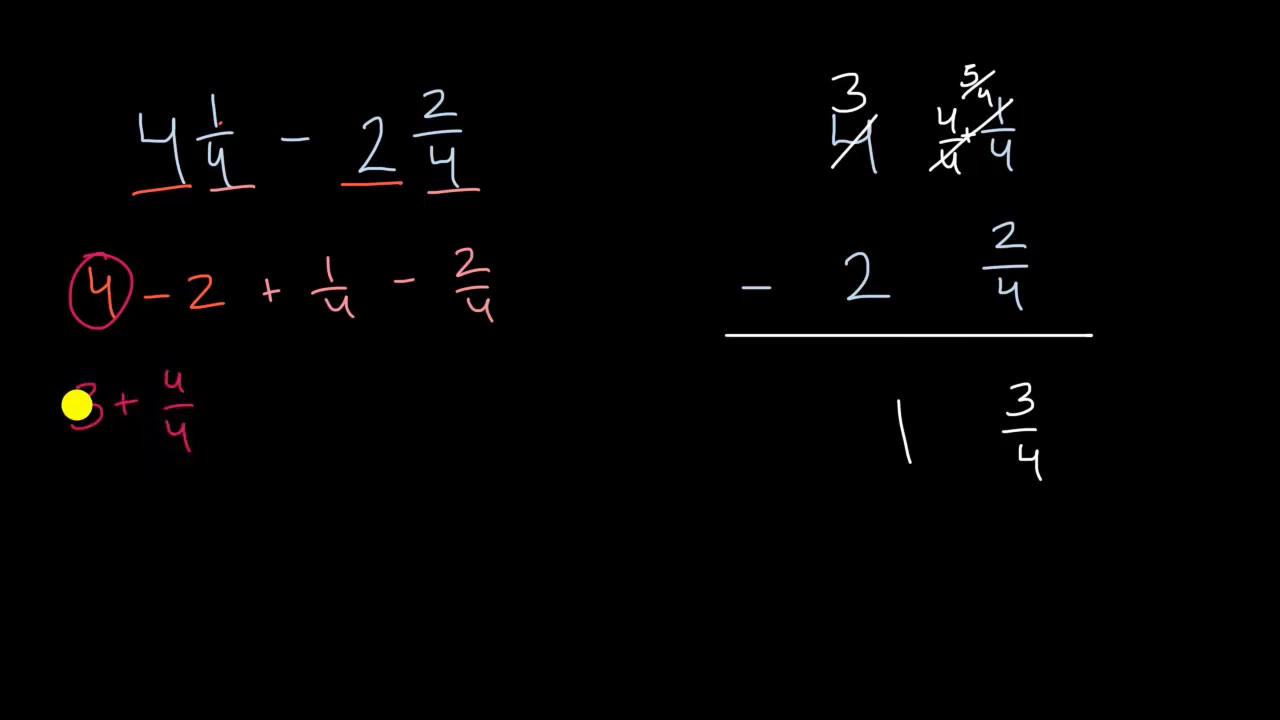 4 1/4 - 2 2/4
4 - 2 + 1/4 - 2/4
3 + 4/4
3 5/4
4 4/4 + 1/4
- 2 2/4
1 3/4